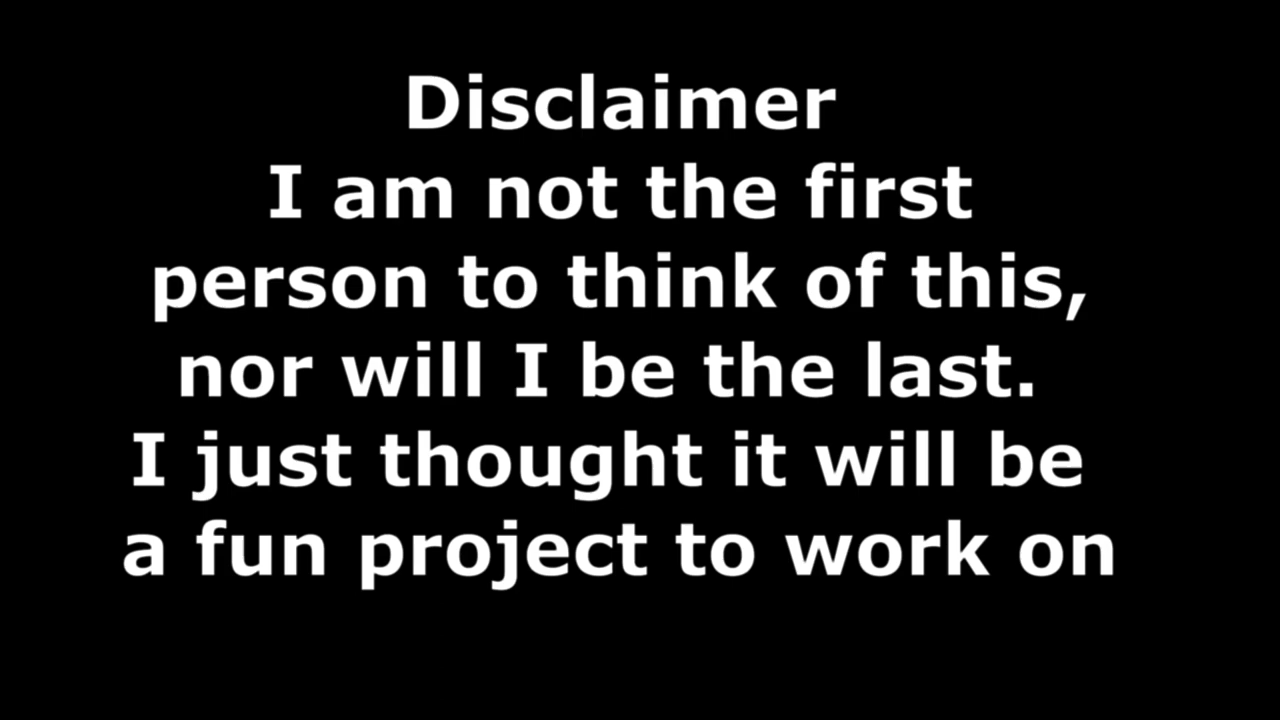 Disclaimer
I am not the first
person to think of this,
nor will I be the last.
I just thought it will be
a fun project to work on